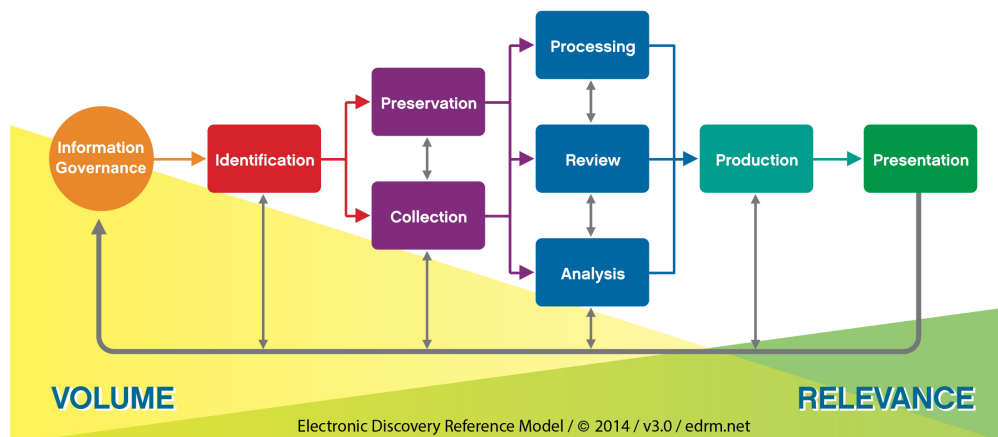 Information
Governance
Identification
Preservation
Collection
Processing
Review
Analysis
Production
Presentation
VOLUME
RELEVANCE
Electronic Discovery Reference Model / © 2014 / v3.0 / edrm.net